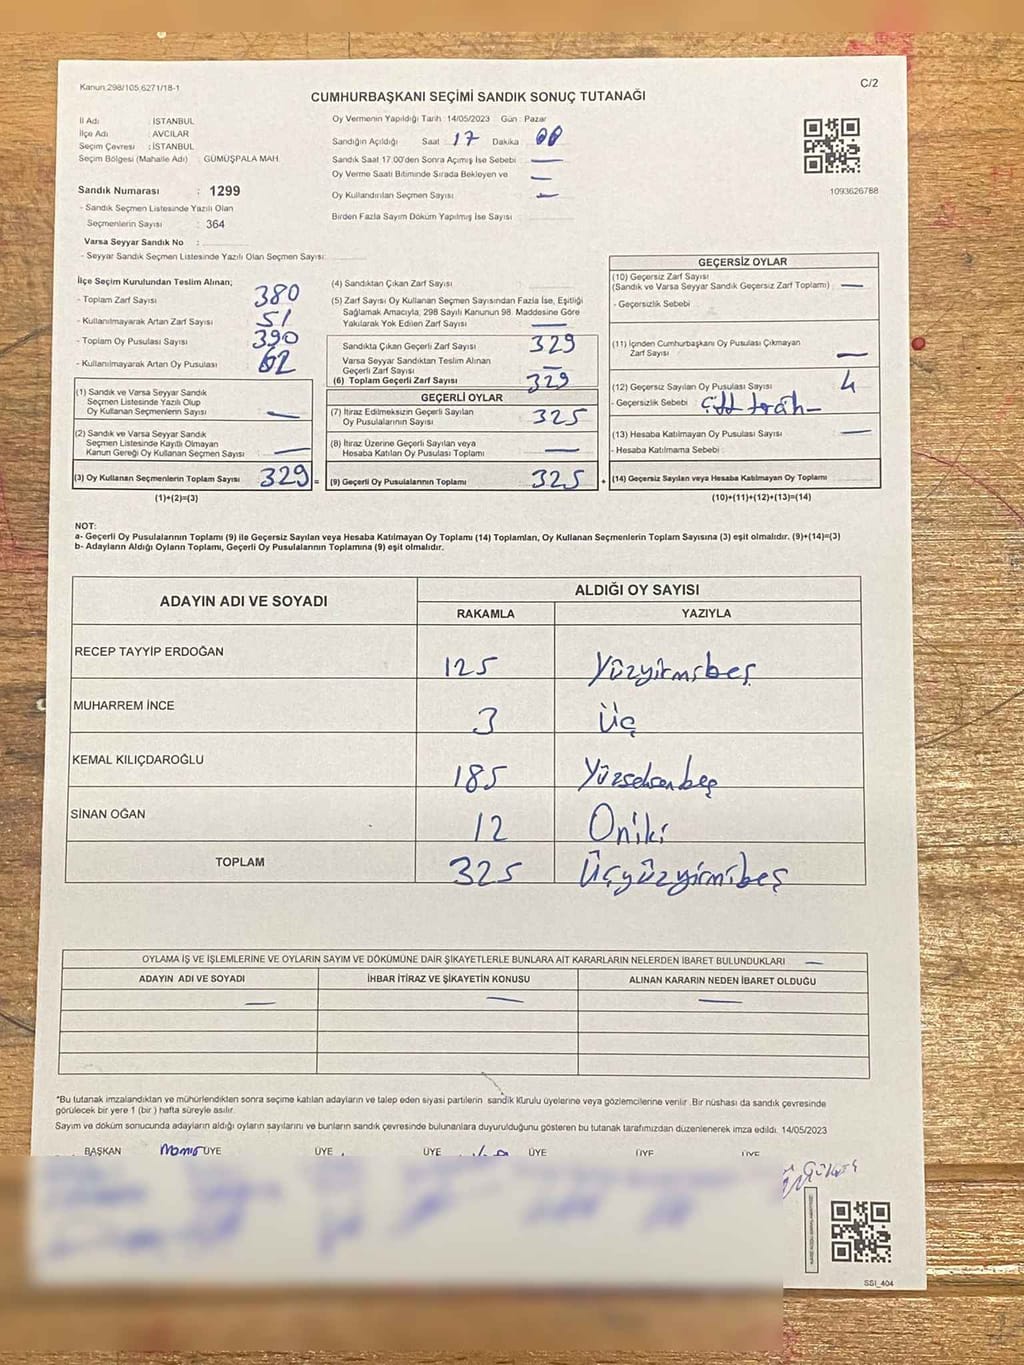 Kanun.298/105.6271/18-1
C/2
CUMHURBAŞKANI SEÇİMİ SANDIK SONUÇ TUTANAĞI
İl Adı : İSTANBUL
İlçe Adı : AVCILAR
Seçim Çevresi : İSTANBUL
Seçim Bölgesi (Mahalle Adı) : GÜMÜŞPALA MAH.
Sandık Numarası : 1299
- Sandık Seçmen Listesinde Yazılı Olan
Seçmenlerin Sayısı : 364
Varsa Seyyar Sandık No :
- Seyyar Sandık Seçmen Listesinde Yazılı Olan Seçmen Sayısı:
Oy Vermenin Yapıldığı Tarih : 14/05/2023 Gün : Pazar
Sandığın Açıldığı Saat 17 Dakika 00
Sandık Saat 17.00'den Sonra Açımış İse Sebebi —
Oy Verme Saati Bitiminde Sırada Bekleyen ve —
Oy Kullandırılan Seçmen Sayısı —
Birden Fazla Sayım Döküm Yapılmış İse Sayısı
1093626788
İlçe Seçim Kurulundan Teslim Alınan;
- Toplam Zarf Sayısı 380
- Kullanılmayarak Artan Zarf Sayısı 51
- Toplam Oy Pusulası Sayısı 390
- Kullanılmayarak Artan Oy Pusulası 62
(1) Sandık ve Varsa Seyyar Sandık
Seçmen Listesinde Yazılı Olup
Oy Kullanan Seçmenlerin Sayısı —
(2) Sandık ve Varsa Seyyar Sandık
Seçmen Listesinde Kayıtlı Olmayan
Kanun Gereği Oy Kullanan Seçmen Sayısı —
(3) Oy Kullanan Seçmenlerin Toplam Sayısı 329 =
(1)+(2)=(3)
(4) Sandıktan Çıkan Zarf Sayısı
(5) Zarf Sayısı Oy Kullanan Seçmen Sayısından Fazla İse, Eşitliği
Sağlamak Amacıyla, 298 Sayılı Kanunun 98. Maddesine Göre
Yakılarak Yok Edilen Zarf Sayısı —
Sandıkta Çıkan Geçerli Zarf Sayısı 329
Varsa Seyyar Sandıktan Teslim Alınan
Geçerli Zarf Sayısı —
(6) Toplam Geçerli Zarf Sayısı 329
GEÇERLİ OYLAR
(7) İtiraz Edilmeksizin Geçerli Sayılan
Oy Pusulalarının Sayısı 325
(8) İtiraz Üzerine Geçerli Sayılan veya
Hesaba Katılan Oy Pusulası Toplamı —
(9) Geçerli Oy Pusulalarının Toplamı 325 +
GEÇERSİZ OYLAR
(10) Geçersiz Zarf Sayısı
(Sandık ve Varsa Seyyar Sandık Geçersiz Zarf Toplamı) —
- Geçersizlik Sebebi
(11) İçinden Cumhurbaşkanı Oy Pusulası Çıkmayan
Zarf Sayısı —
(12) Geçersiz Sayılan Oy Pusulası Sayısı 4
- Geçersizlik Sebebi
(13) Hesaba Katılmayan Oy Pusulası Sayısı —
- Hesaba Katılmama Sebebi
(14) Geçersiz Sayılan veya Hesaba Katılmayan Oy Toplamı
(10)+(11)+(12)+(13)=(14)
NOT:
a- Geçerli Oy Pusulalarının Toplamı (9) ile Geçersiz Sayılan veya Hesaba Katılmayan Oy Toplamı (14) Toplamları, Oy Kullanan Seçmenlerin Toplam Sayısına (3) eşit olmalıdır. (9)+(14)=(3)
b- Adayların Aldığı Oyların Toplamı, Geçerli Oy Pusulalarının Toplamına (9) eşit olmalıdır.
ADAYIN ADI VE SOYADI
ALDIĞI OY SAYISI
RAKAMLA YAZIYLA
RECEP TAYYİP ERDOĞAN 125 Yüzyirmibeş
MUHARREM İNCE 3 Üç
KEMAL KILIÇDAROĞLU 185 Yüzseksenbeş
SİNAN OĞAN 12 Oniki
TOPLAM 325 Üçyüzyirmibeş
OYLAMA İŞ VE İŞLEMLERİNE VE OYLARIN SAYIM VE DÖKÜMÜNE DAİR ŞİKAYETLERLE BUNLARA AİT KARARLARIN NELERDEN İBARET BULUNDUKLARI —
ADAYIN ADI VE SOYADI İHBAR İTİRAZ VE ŞİKAYETİN KONUSU ALINAN KARARIN NEDEN İBARET OLDUĞU
— — —
*Bu tutanak imzalandıktan ve mühürlendikten sonra seçime katılan adayların ve talep eden siyasi partilerin sandık Kurulu üyelerine veya gözlemcilerine verilir. Bir nüshası da sandık çevresinde
görülecek bir yere 1 (bir) hafta süreyle asılır.
Sayım ve döküm sonucunda adayların aldığı oyların sayılarını ve bunların sandık çevresinde bulunanlara duyurulduğunu gösteren bu tutanak tarafımızdan düzenlenerek imza edildi. 14/05/2023
BAŞKAN ÜYE ÜYE ÜYE ÜYE ÜYE ÜYE
SSI_404